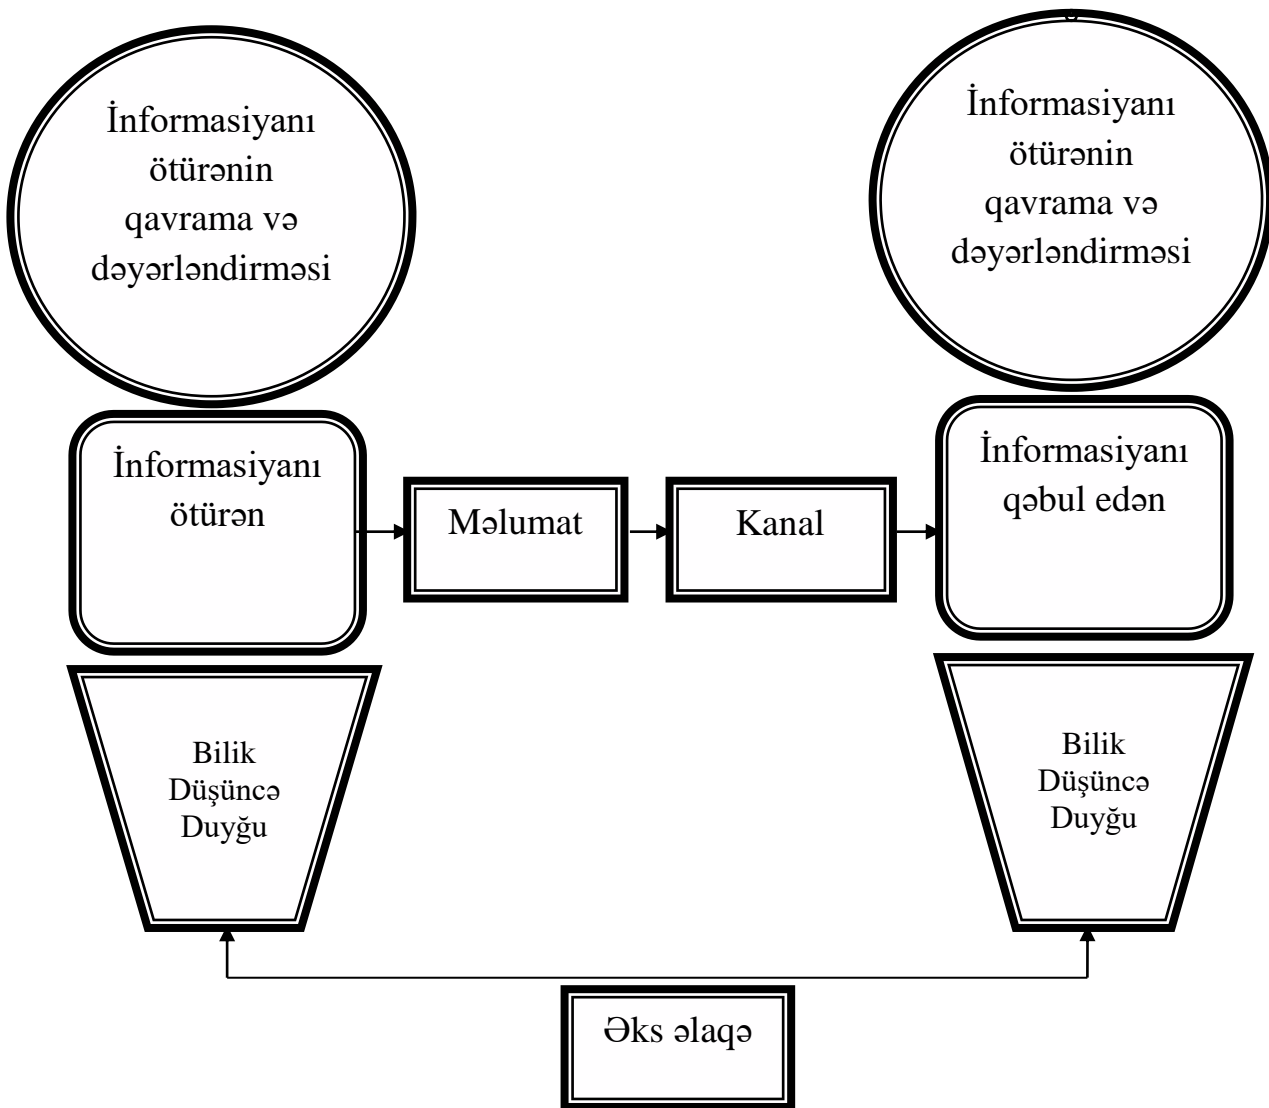 İnformasiyanı
ötürənin
qavrama və
dəyərləndirməsi
İnformasiyanı
ötürənin
qavrama və
dəyərləndirməsi
İnformasiyanı
ötürən
Məlumat
Kanal
İnformasiyanı
qəbul edən
Bilik
Düşüncə
Duyğu
Bilik
Düşüncə
Duyğu
Əks əlaqə